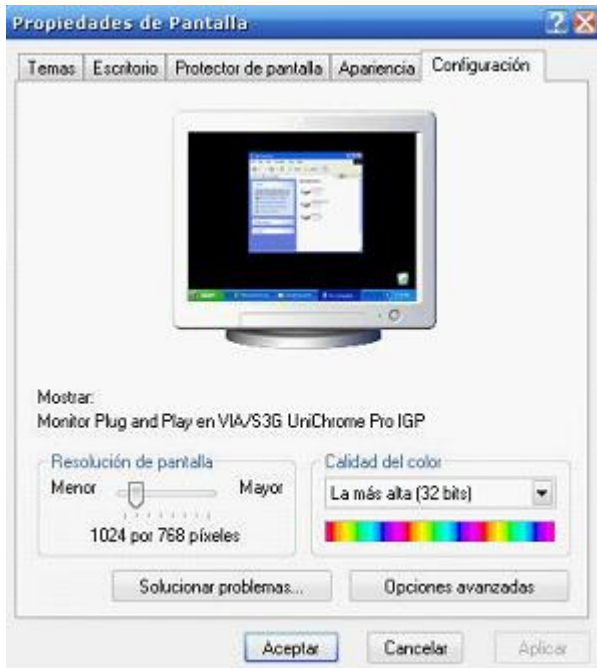 Propiedades de Pantalla
Temas Escritorio Protector de pantalla Apariencia Configuración
Mostrar:
Monitor Plug and Play en VIA/S3G UniChrome Pro IGP
Resolución de pantalla
Menor Mayor
1024 por 768 píxeles
Calidad del color
La más alta (32 bits)
Solucionar problemas... Opciones avanzadas
Aceptar Cancelar Aplicar